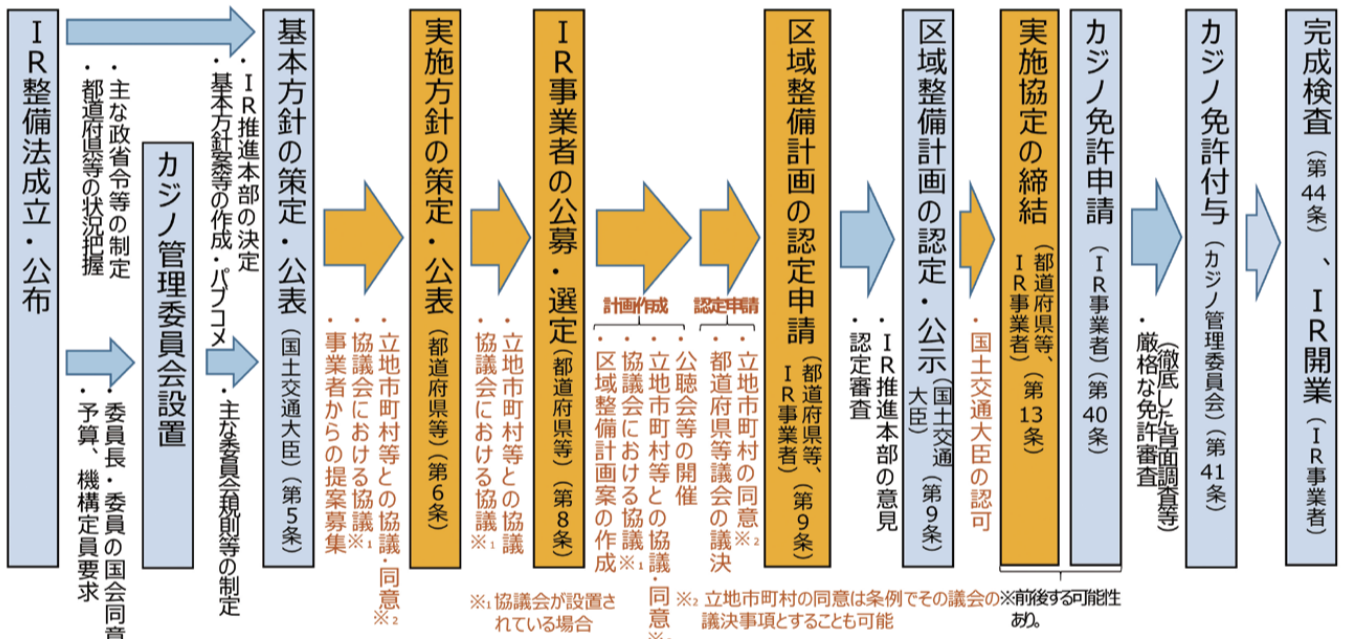 IR整備法成立・公布
・主な政省令等の制定
・都道府県等の状況把握
・委員長・委員の国会同意
・予算、機構定員要求
カジノ管理委員会設置
・IR推進本部の決定
・基本方針案等の作成・パブコメ
・主な委員会規則等の制定
基本方針の策定・公表（国土交通大臣）（第5条）
・立地市町村等との協議・同意※2
・協議会における協議※1
・事業者からの提案募集
実施方針の策定・公表（都道府県等）（第6条）
・立地市町村等との協議
・協議会における協議※1
IR事業者の公募・選定（都道府県等）（第8条）
計画作成
・公聴会等の開催
・立地市町村等との協議・同意※2
・協議会における協議※1
・区域整備計画案の作成
認定申請
・立地市町村の同意※2
・都道府県等議会の議決
区域整備計画の認定申請（都道府県等、
IR事業者）（第9条）
・IR推進本部の意見
・認定審査
区域整備計画の認定・公示（国土交通
大臣）（第9条）
・国土交通大臣の認可
実施協定の締結（都道府県等、
IR事業者）（第13条）
カジノ免許申請（IR事業者）（第40条）
・厳格な免許審査
（徹底した背面調査等）
カジノ免許付与（カジノ管理委員会）（第41条）
完成検査（第44条）、IR開業（IR事業者）
※1 協議会が設置さ
れている場合
※2 立地市町村の同意は条例でその議会の
議決事項とすることも可能
※前後する可能性
あり。